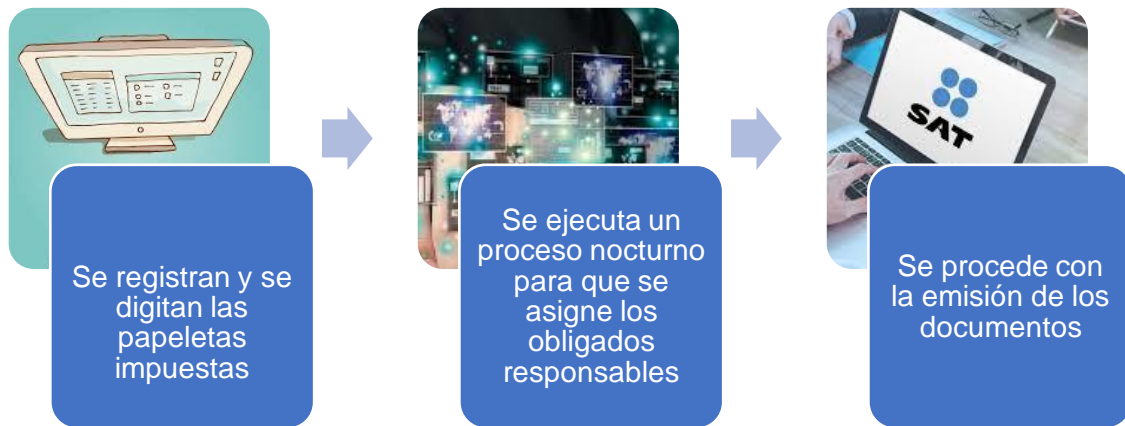 Se registran y se
digitan las
papeletas
impuestas
Se ejecuta un
proceso nocturno
para que se
asigne los
obligados
responsables
SAT
Se procede con
la emisión de los
documentos